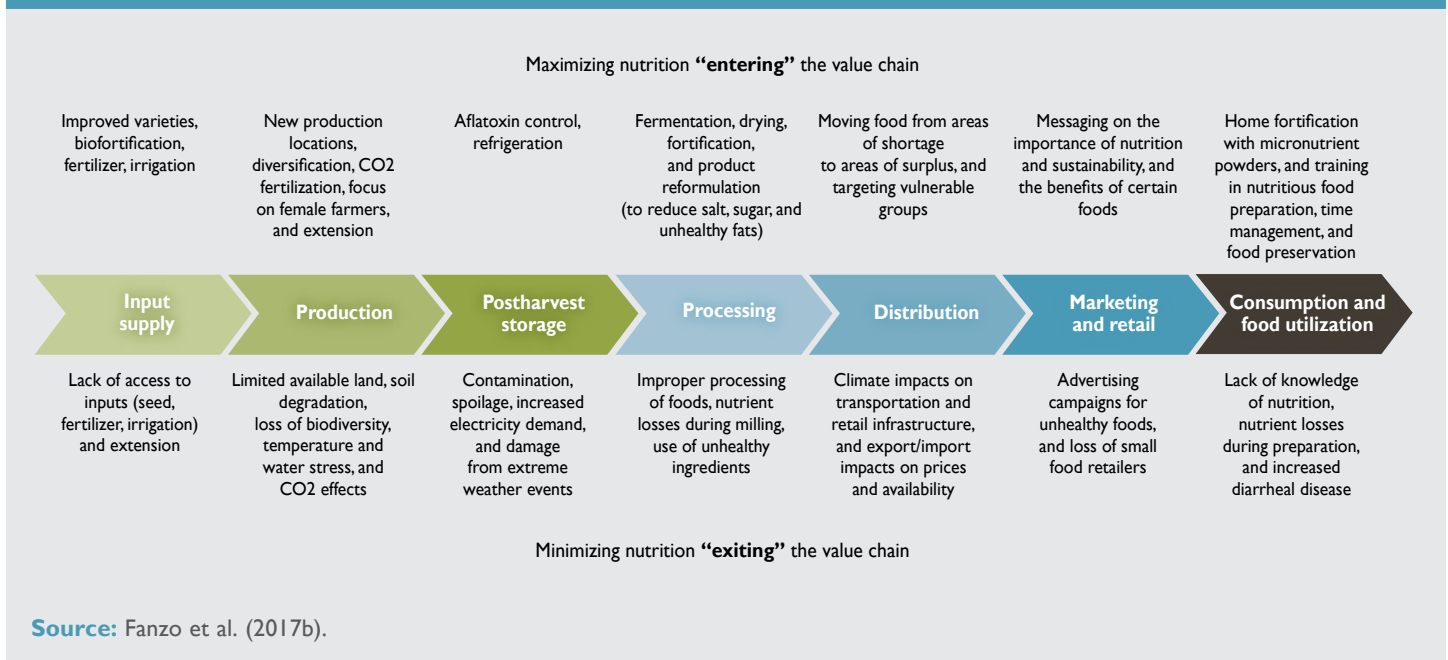 Maximizing nutrition “entering” the value chain
Improved varieties,
biofortification,
fertilizer, irrigation
New production
locations,
diversification, CO2
fertilization, focus
on female farmers,
and extension
Aflatoxin control,
refrigeration
Fermentation, drying,
fortification,
and product
reformulation
(to reduce salt, sugar, and
unhealthy fats)
Moving food from areas
of shortage
to areas of surplus, and
targeting vulnerable
groups
Messaging on the
importance of nutrition
and sustainability, and
the benefits of certain
foods
Home fortification
with micronutrient
powders, and training
in nutritious food
preparation, time
management, and
food preservation
Input
supply
Production
Postharvest
storage
Processing
Distribution
Marketing
and retail
Consumption and
food utilization
Lack of access to
inputs (seed,
fertilizer, irrigation)
and extension
Limited available land, soil
degradation,
loss of biodiversity,
temperature and
water stress, and
CO2 effects
Contamination,
spoilage, increased
electricity demand,
and damage
from extreme
weather events
Improper processing
of foods, nutrient
losses during milling,
use of unhealthy
ingredients
Climate impacts on
transportation and
retail infrastructure,
and export/import
impacts on prices
and availability
Advertising
campaigns for
unhealthy foods,
and loss of small
food retailers
Lack of knowledge
of nutrition,
nutrient losses
during preparation,
and increased
diarrheal disease
Minimizing nutrition “exiting” the value chain
Source: Fanzo et al. (2017b).